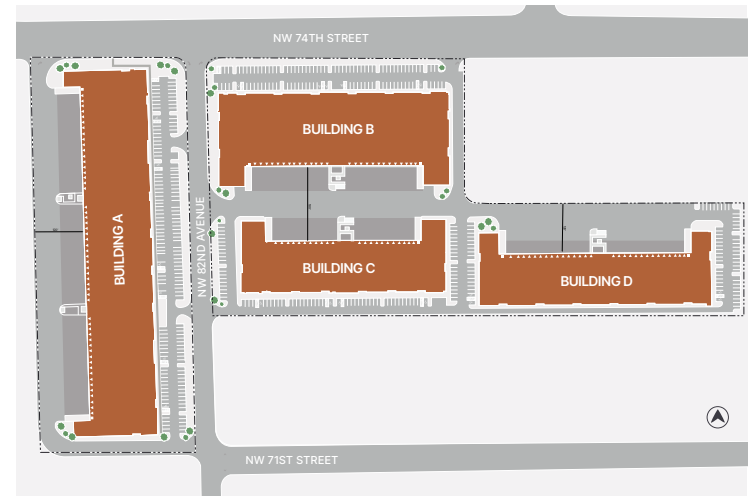 NW 74TH STREET
BUILDING B
BUILDING A
NW 82ND AVENUE
BUILDING C
BUILDING D
NW 71ST STREET